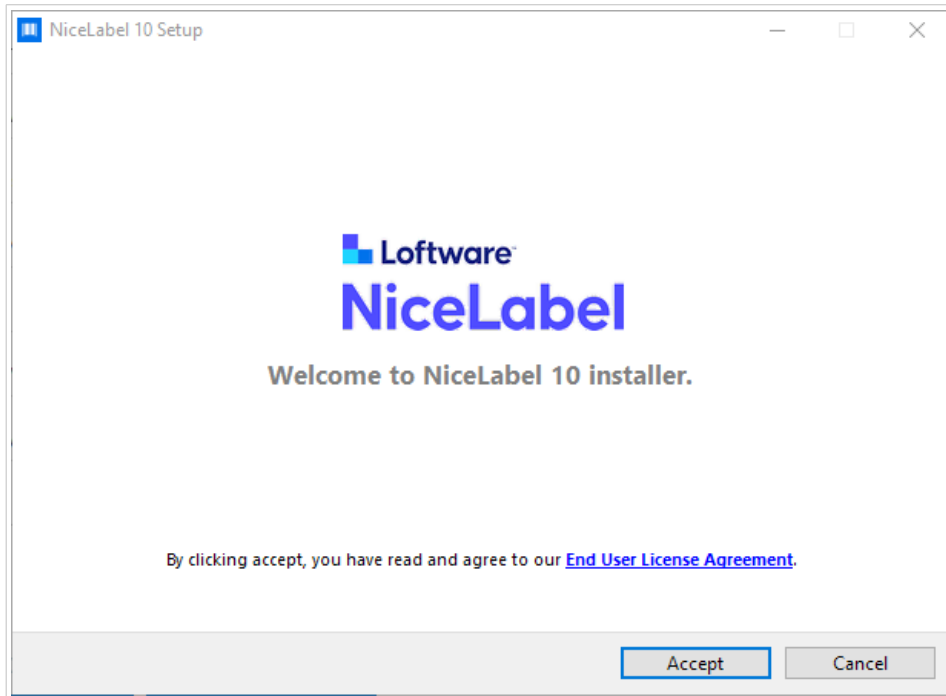 NiceLabel 10 Setup
Loftware™
NiceLabel
Welcome to NiceLabel 10 installer.
By clicking accept, you have read and agree to our End User License Agreement.
Accept Cancel